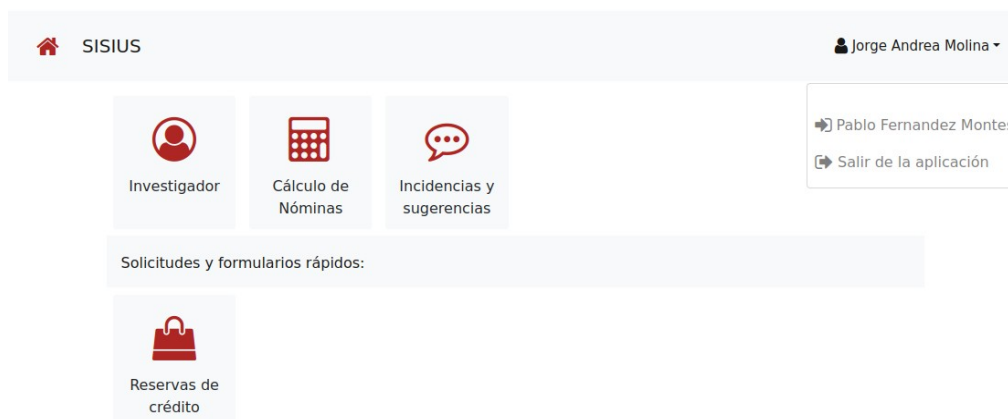 SISIUS
Jorge Andrea Molina
Pablo Fernandez Montes
Salir de la aplicación
Investigador
Cálculo de
Nóminas
Incidencias y
sugerencias
Solicitudes y formularios rápidos:
Reservas de
crédito